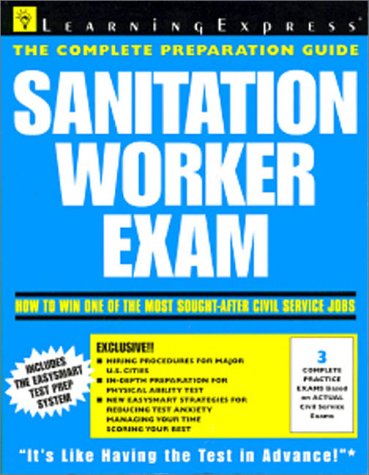 LEARNINGEXPRESS®
THE COMPLETE PREPARATION GUIDE
SANITATION
WORKER
EXAM
HOW TO WIN ONE OF THE MOST SOUGHT-AFTER CIVIL SERVICE JOBS
INCLUDES
THE EASYSMART
TEST PREP
SYSTEM
EXCLUSIVE!!!
■ HIRING PROCEDURES FOR MAJOR
U.S. CITIES
■ IN-DEPTH PREPARATION FOR
PHYSICAL ABILITY TEST
■ NEW EASYSMART STRATEGIES FOR
REDUCING TEST ANXIETY
MANAGING YOUR TIME
SCORING YOUR BEST
3
COMPLETE
PRACTICE
EXAMS Based
on ACTUAL
Civil Service
Exams
"It's Like Having the Test in Advance!"*